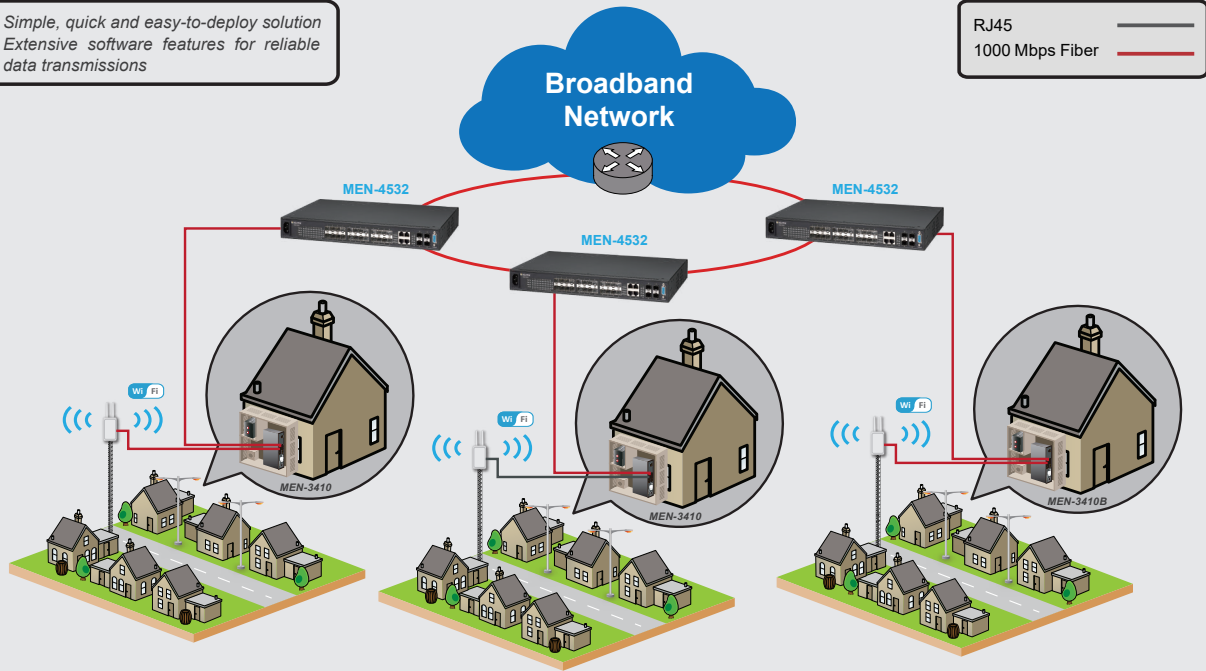 Simple, quick and easy-to-deploy solution
Extensive software features for reliable
data transmissions
RJ45
1000 Mbps Fiber
Broadband
Network
MEN-4532
MEN-4532
MEN-4532
Wi Fi
Wi Fi
Wi Fi
MEN-3410
MEN-3410
MEN-3410B